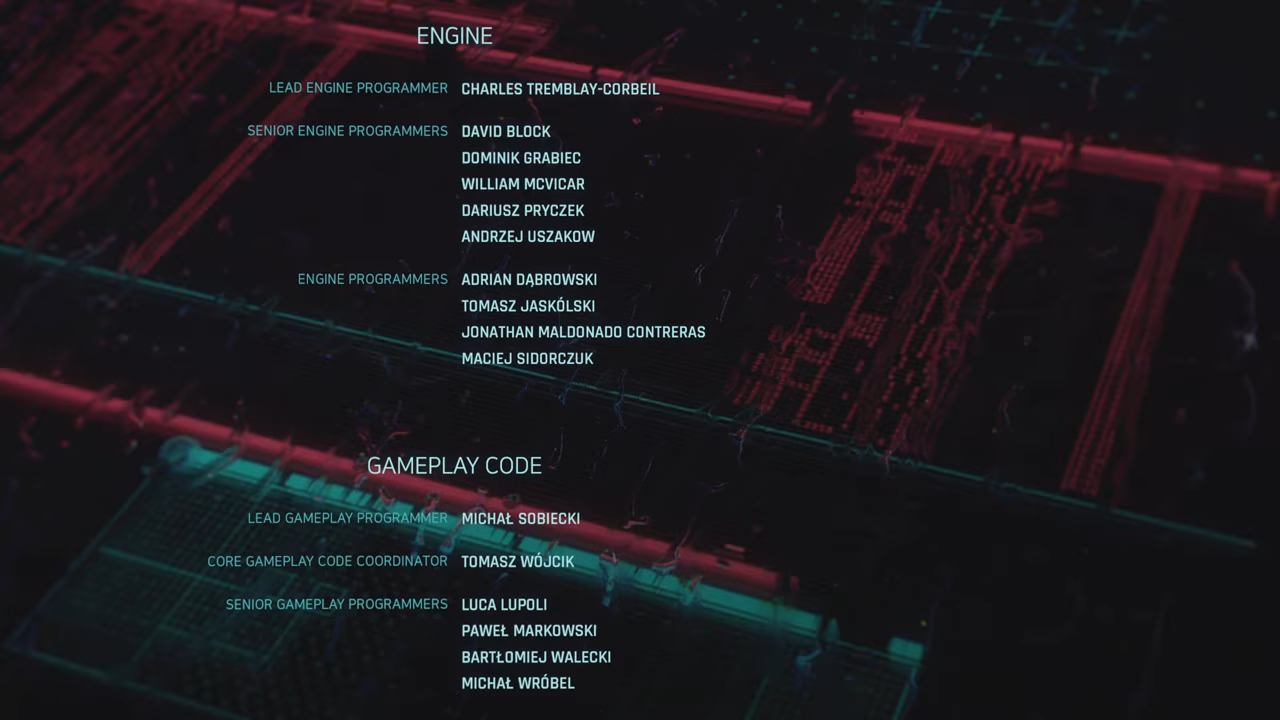 ENGINE
LEAD ENGINE PROGRAMMER CHARLES TREMBLAY-CORBEIL
SENIOR ENGINE PROGRAMMERS DAVID BLOCK
DOMINIK GRABIEC
WILLIAM MCVICAR
DARIUSZ PRYCZEK
ANDRZEJ USZAKOW
ENGINE PROGRAMMERS ADRIAN DĄBROWSKI
TOMASZ JASKÓLSKI
JONATHAN MALDONADO CONTRERAS
MACIEJ SIDORCZUK
GAMEPLAY CODE
LEAD GAMEPLAY PROGRAMMER MICHAŁ SOBIECKI
CORE GAMEPLAY CODE COORDINATOR TOMASZ WÓJCIK
SENIOR GAMEPLAY PROGRAMMERS LUCA LUPOLI
PAWEŁ MARKOWSKI
BARTŁOMIEJ WALECKI
MICHAŁ WRÓBEL